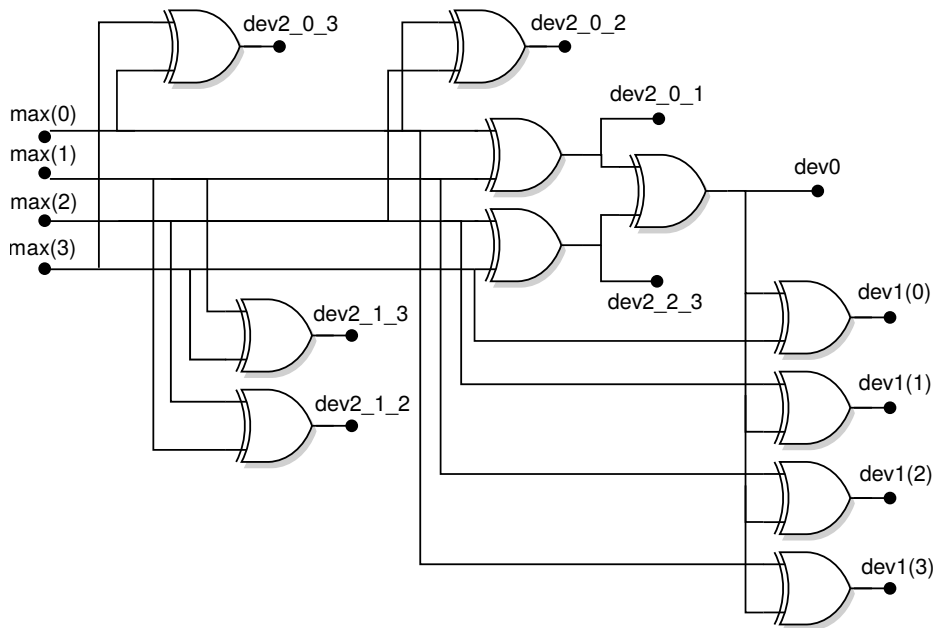 dev2_0_3
dev2_0_2
dev2_0_1
max(0)
max(1)
dev0
max(2)
max(3)
dev1(0)
dev2_2_3
dev2_1_3
dev1(1)
dev2_1_2
dev1(2)
dev1(3)